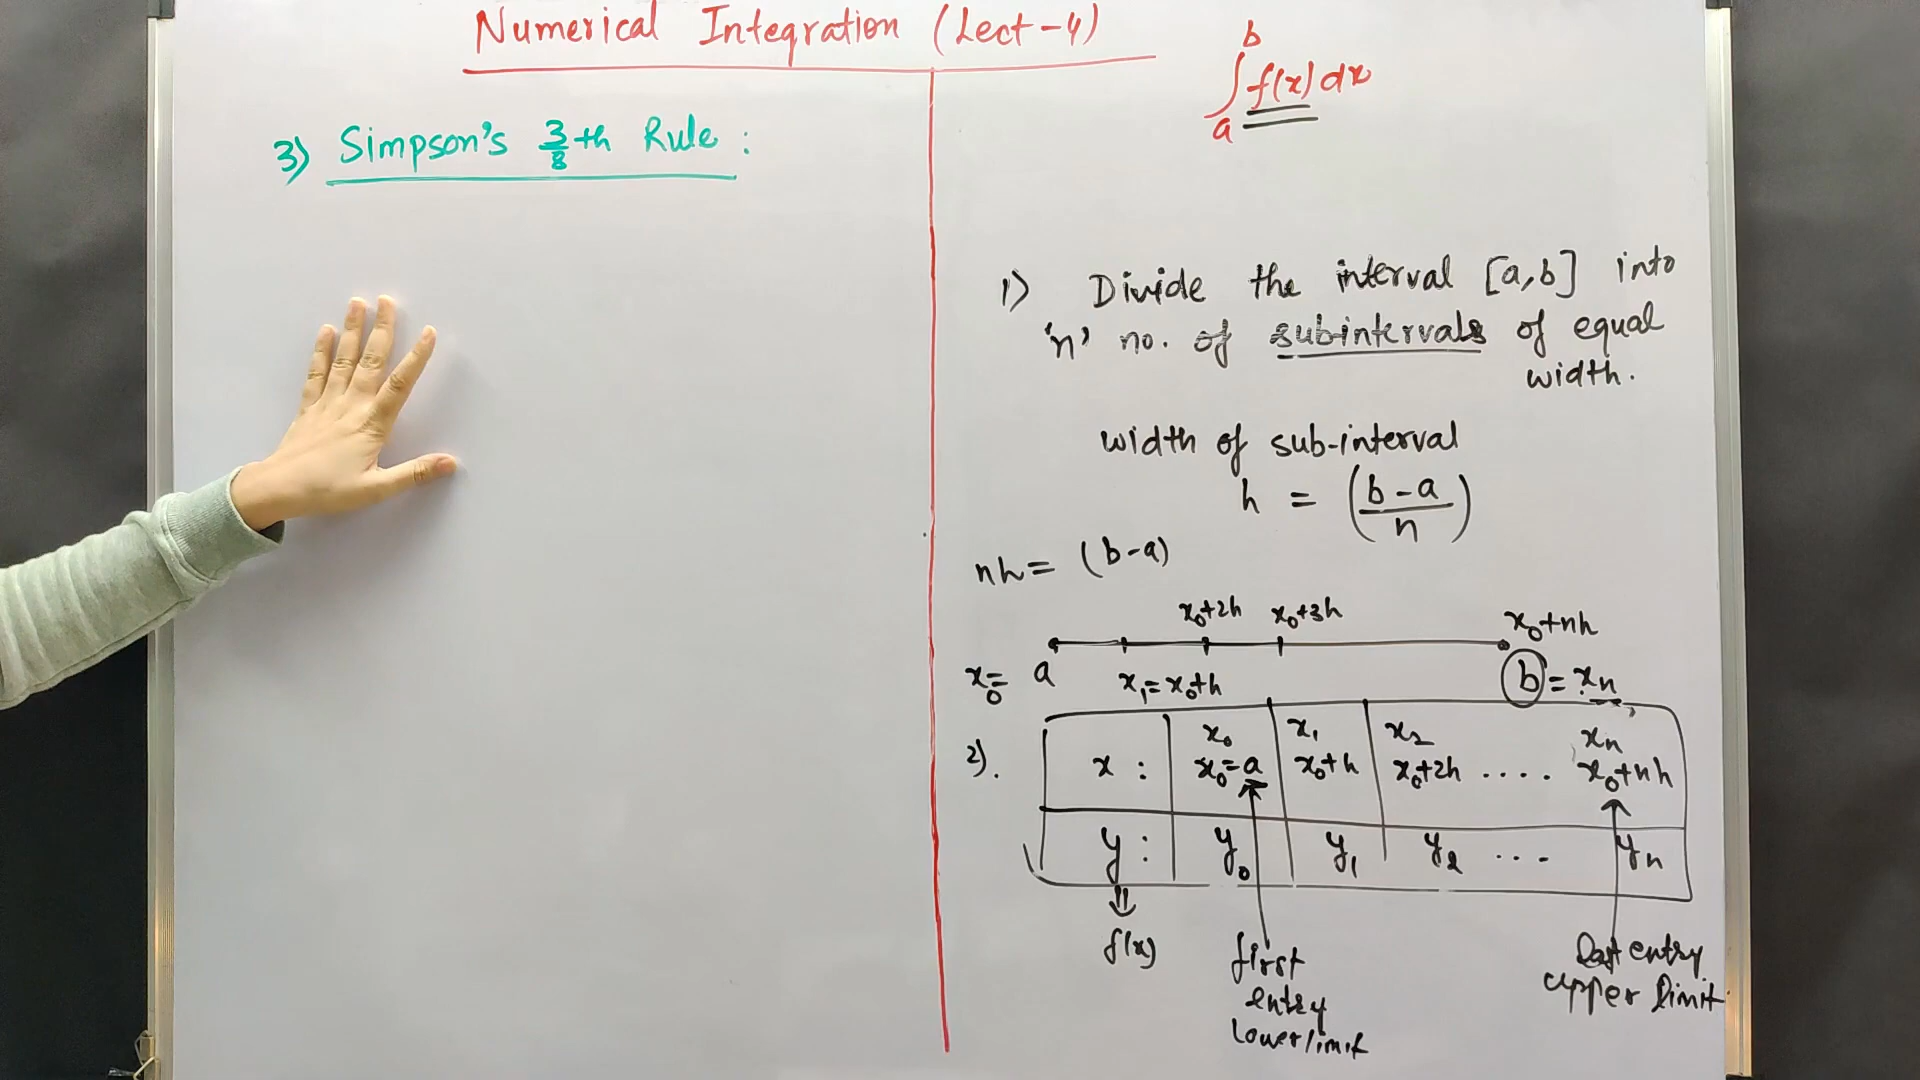 Numerical Integration (Lect-4)
3) Simpson's 3/8 th Rule :
∫_a^b f(x) dx
1) Divide the interval [a,b] into
'n' no. of subintervals of equal
width.
width of sub-interval
h = (b-a/n)
nh = (b-a)
x₀+2h x₀+3h x₀+nh
x₀= a x₁=x₀+h b = xn
2).
x₀ x₁ x₂ xn
x : x₀=a x₀+h x₀+2h .... x₀+nh
y : y₀ y₁ y₂ ... yn
⇓
f(x)
first
entry
lower limit
Last entry
upper limit